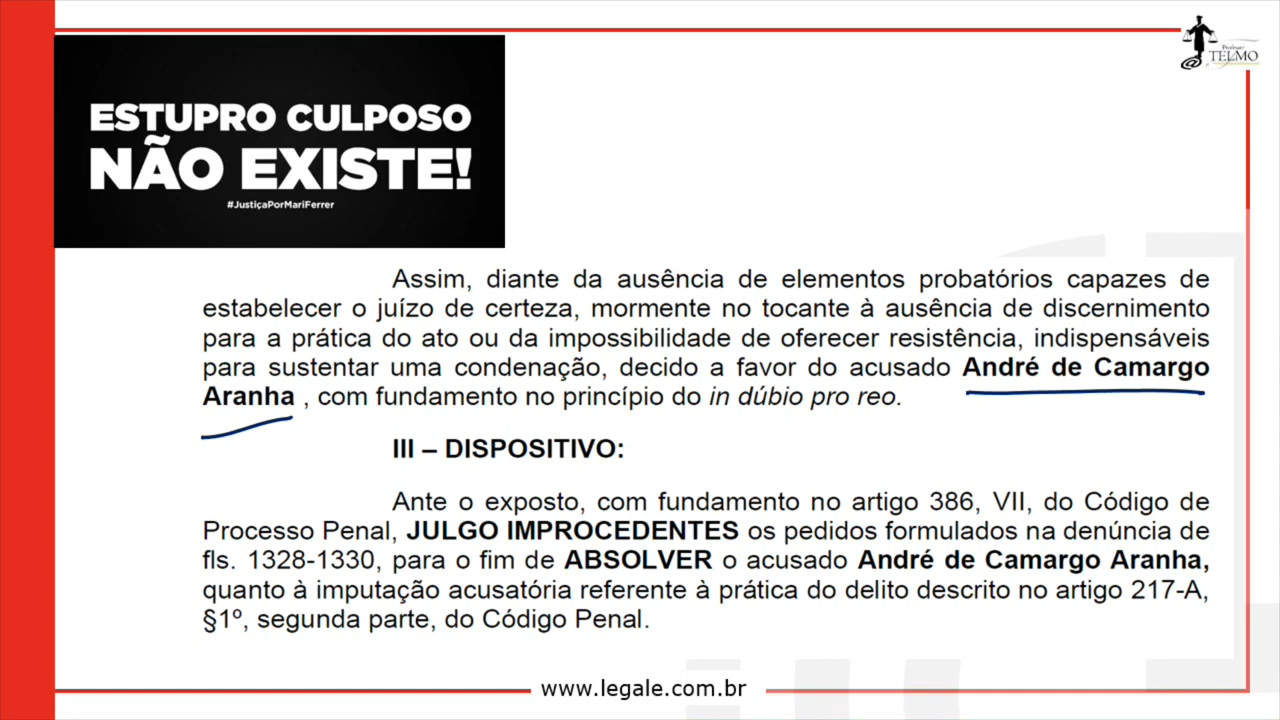 Professor
TELMO
ESTUPRO CULPOSO
NÃO EXISTE!
#JustiçaPorMariFerrer
Assim, diante da ausência de elementos probatórios capazes de
estabelecer o juízo de certeza, mormente no tocante à ausência de discernimento
para a prática do ato ou da impossibilidade de oferecer resistência, indispensáveis
para sustentar uma condenação, decido a favor do acusado André de Camargo
Aranha , com fundamento no princípio do in dúbio pro reo.
III – DISPOSITIVO:
Ante o exposto, com fundamento no artigo 386, VII, do Código de
Processo Penal, JULGO IMPROCEDENTES os pedidos formulados na denúncia de
fls. 1328-1330, para o fim de ABSOLVER o acusado André de Camargo Aranha,
quanto à imputação acusatória referente à prática do delito descrito no artigo 217-A,
§1º, segunda parte, do Código Penal.
www.legale.com.br